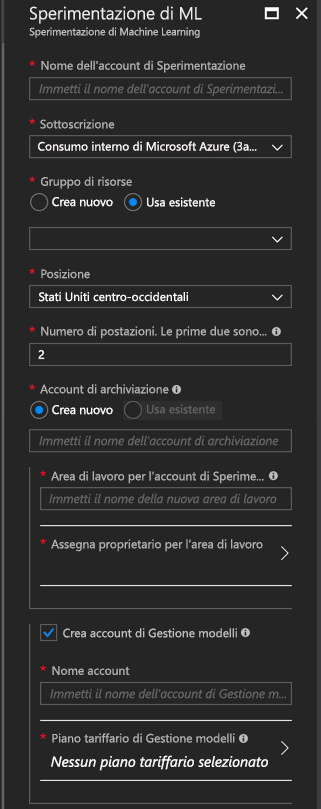 Sperimentazione di ML
Sperimentazione di Machine Learning
* Nome dell'account di Sperimentazione
Immetti il nome dell'account di Sperimentazi...
* Sottoscrizione
Consumo interno di Microsoft Azure (3a...
* Gruppo di risorse
Crea nuovo Usa esistente
* Posizione
Stati Uniti centro-occidentali
* Numero di postazioni. Le prime due sono...
2
* Account di archiviazione
Crea nuovo Usa esistente
Immetti il nome dell'account di archiviazione
* Area di lavoro per l'account di Sperime...
Immetti il nome della nuova area di lavoro
* Assegna proprietario per l'area di lavoro
Crea account di Gestione modelli
* Nome account
Immetti il nome dell'account di Gestione m...
* Piano tariffario di Gestione modelli
Nessun piano tariffario selezionato